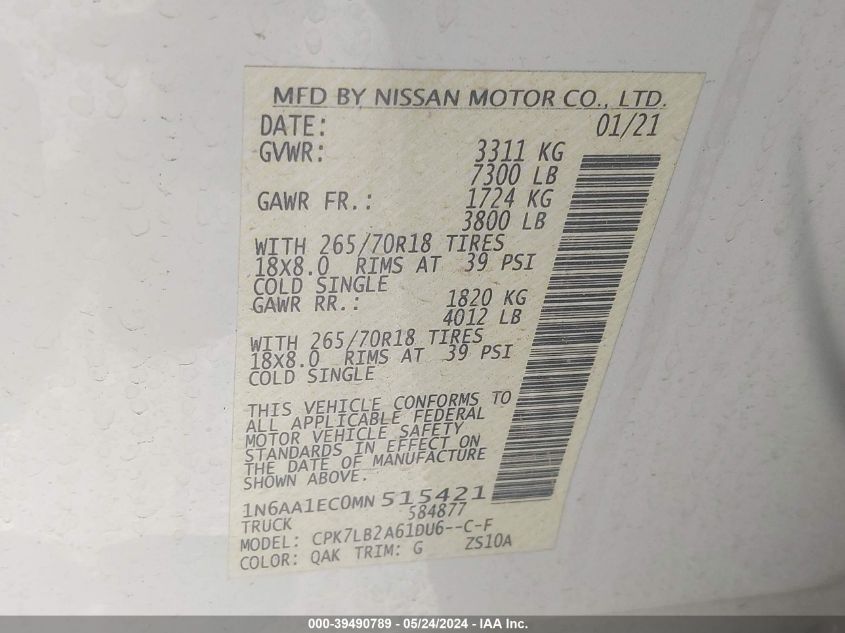 MFD BY NISSAN MOTOR CO., LTD.
DATE: 01/21
GVWR: 3311 KG
7300 LB
GAWR FR.: 1724 KG
3800 LB
WITH 265/70R18 TIRES
18X8.0 RIMS AT 39 PSI
COLD SINGLE
GAWR RR.: 1820 KG
4012 LB
WITH 265/70R18 TIRES
18X8.0 RIMS AT 39 PSI
COLD SINGLE
THIS VEHICLE CONFORMS TO
ALL APPLICABLE FEDERAL
MOTOR VEHICLE SAFETY
STANDARDS IN EFFECT ON
THE DATE OF MANUFACTURE
SHOWN ABOVE.
1N6AA1EC0MN 515421
TRUCK 584877
MODEL: CPK7LB2A61DU6--C-F
COLOR: QAK TRIM: G ZS10A
000-39490789 - 05/24/2024 - IAA Inc.